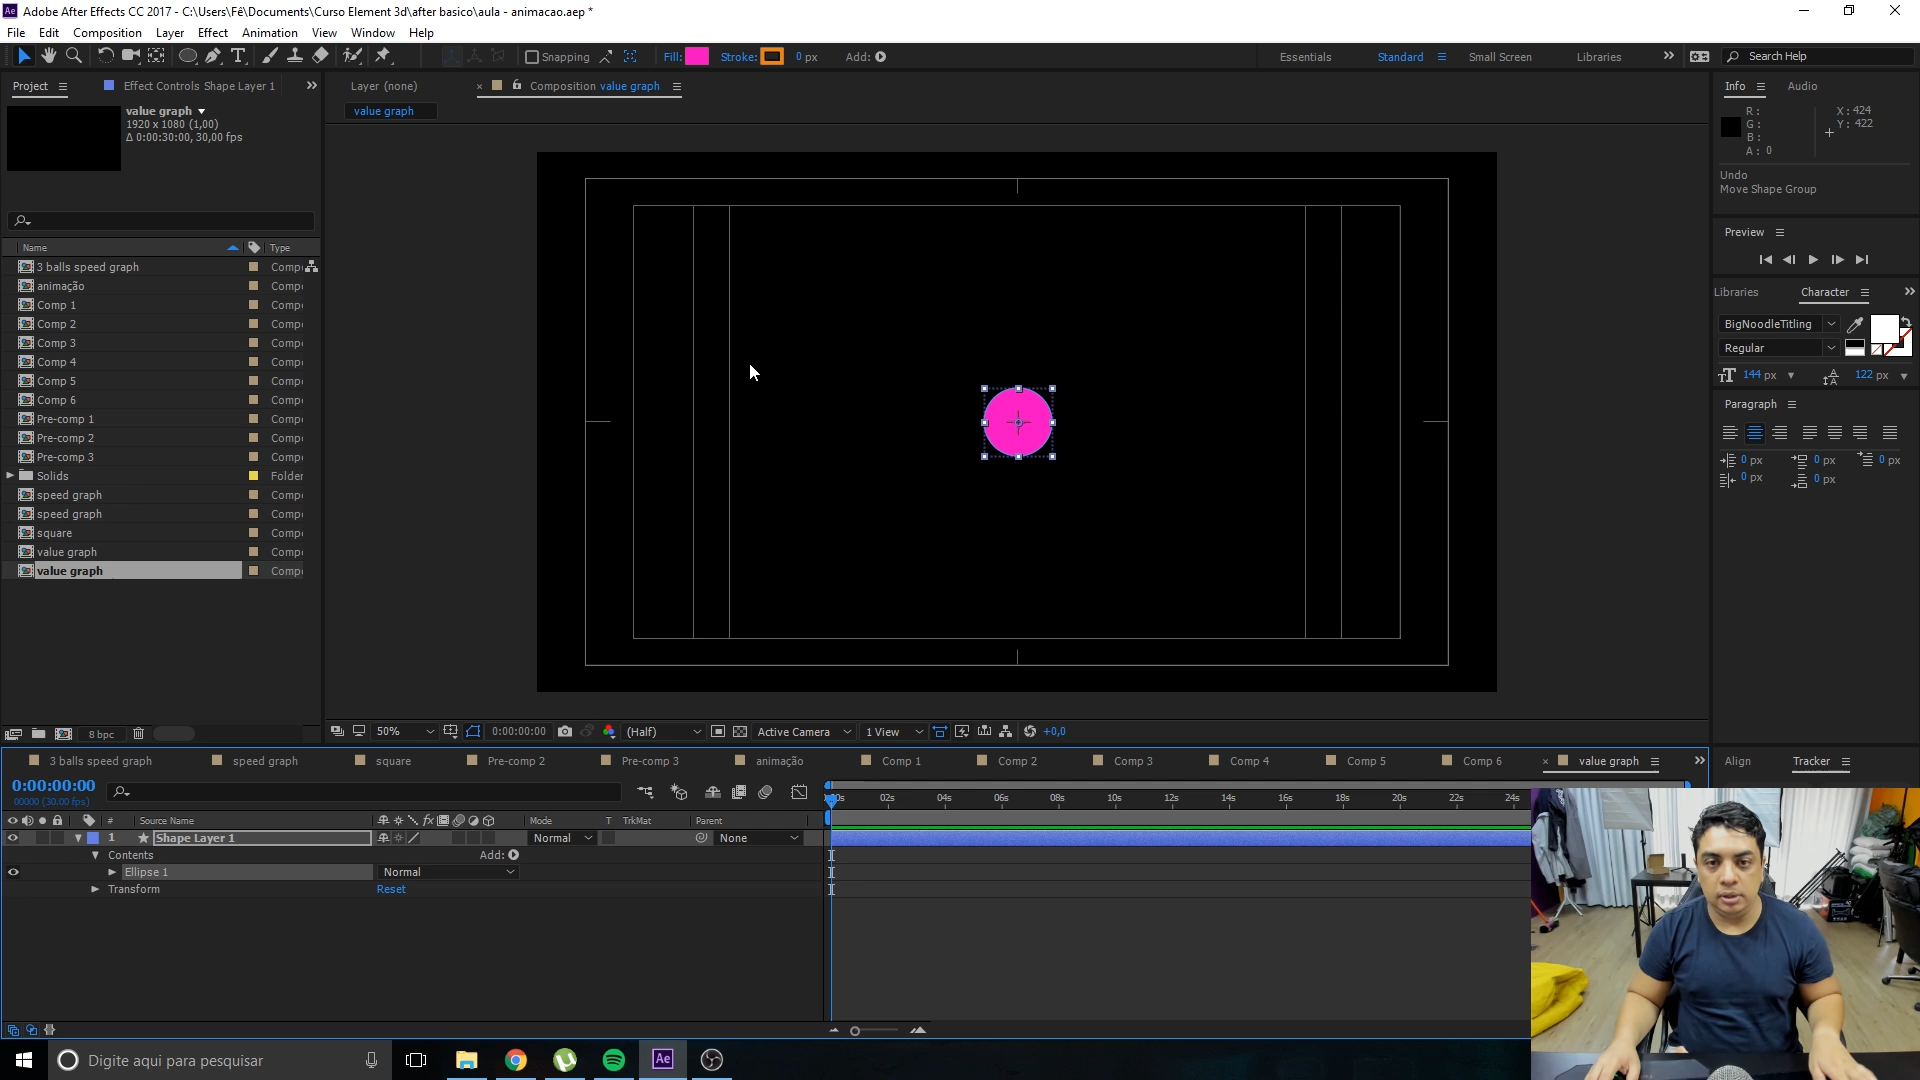 Ae Adobe After Effects CC 2017 - C:\Users\Fê\Documents\Curso Element 3d\after basico\aula - animacao.aep *
File Edit Composition Layer Effect Animation View Window Help
Snapping Fill: Stroke: 0 px Add: Essentials Standard Small Screen Libraries Search Help
Project Effect Controls Shape Layer 1
Layer (none) Composition value graph
Info Audio
value graph
1920 x 1080 (1,00)
Δ 0:00:30:00, 30,00 fps
value graph
R:
G:
B:
A: 0
X: 424
Y: 422
Undo
Move Shape Group
Preview
Name Type
3 balls speed graph Comp
animação Comp
Comp 1 Comp
Comp 2 Comp
Comp 3 Comp
Comp 4 Comp
Comp 5 Comp
Comp 6 Comp
Pre-comp 1 Comp
Pre-comp 2 Comp
Pre-comp 3 Comp
Solids Folder
speed graph Comp
speed graph Comp
square Comp
value graph Comp
value graph Comp
Libraries Character
BigNoodleTitling
Regular
144 px 122 px
Paragraph
0 px 0 px 0 px
0 px 0 px
8 bpc
50% 0:00:00:00 (Half) Active Camera 1 View +0,0
3 balls speed graph speed graph square Pre-comp 2 Pre-comp 3 animação Comp 1 Comp 2 Comp 3 Comp 4 Comp 5 Comp 6 value graph
Align Tracker
0:00:00:00
00000 (30.00 fps)
02s 04s 06s 08s 10s 12s 14s 16s 18s 20s 22s 24s
# Source Name Mode T TrkMat Parent
1 Shape Layer 1 Normal None
Contents Add:
Ellipse 1 Normal
Transform Reset
Digite aqui para pesquisar
Ae